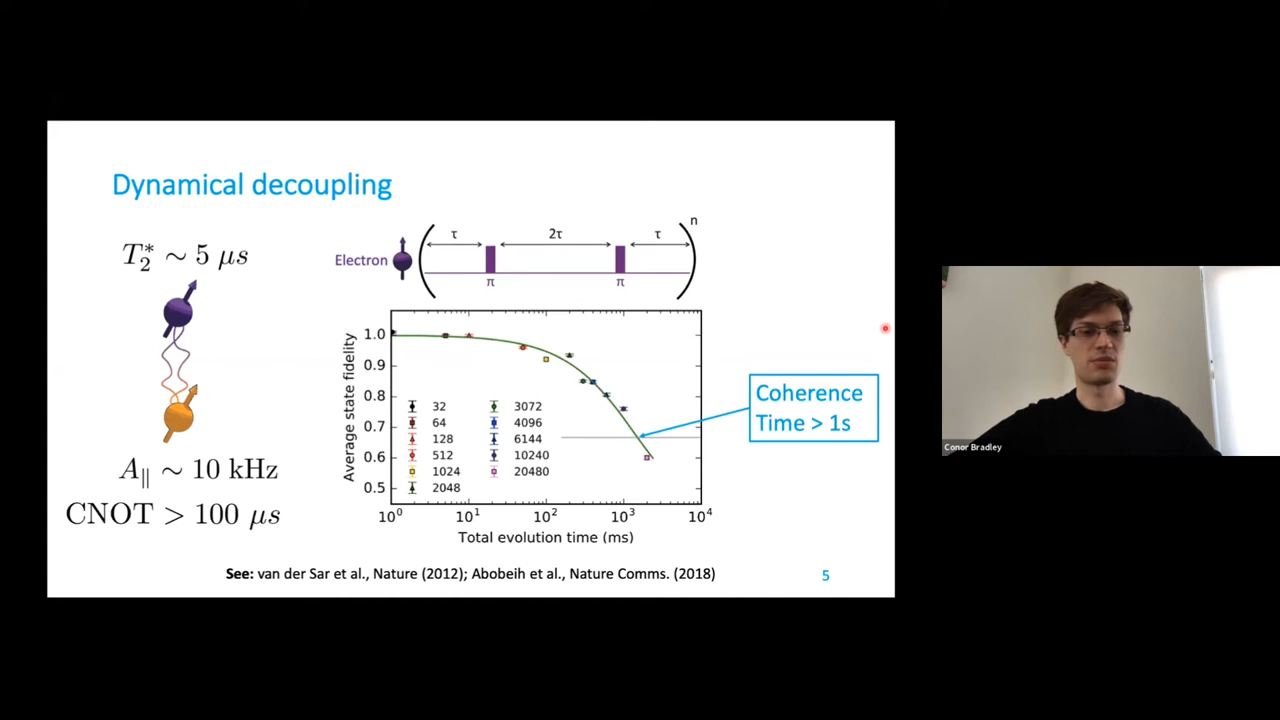 Dynamical decoupling
T₂* ~ 5 μs
A∥ ~ 10 kHz
CNOT > 100 μs
Electron
τ
2τ
τ
n
π
π
Average state fidelity
1.0
0.9
0.8
0.7
0.6
0.5
32
64
128
512
1024
2048
3072
4096
6144
10240
20480
10⁰
10¹
10²
10³
10⁴
Total evolution time (ms)
Coherence
Time > 1s
See: van der Sar et al., Nature (2012); Abobeih et al., Nature Comms. (2018)
5
Conor Bradley